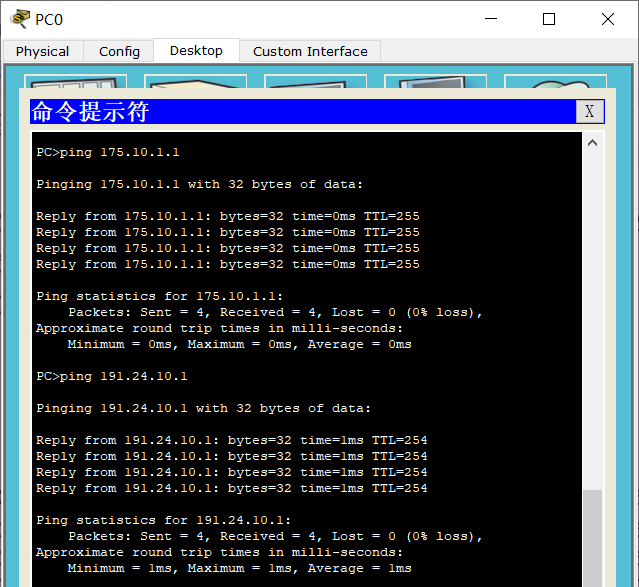 PC0
Physical Config Desktop Custom Interface
命令提示符 X
PC>ping 175.10.1.1
Pinging 175.10.1.1 with 32 bytes of data:
Reply from 175.10.1.1: bytes=32 time=0ms TTL=255
Reply from 175.10.1.1: bytes=32 time=0ms TTL=255
Reply from 175.10.1.1: bytes=32 time=0ms TTL=255
Reply from 175.10.1.1: bytes=32 time=0ms TTL=255
Ping statistics for 175.10.1.1:
Packets: Sent = 4, Received = 4, Lost = 0 (0% loss),
Approximate round trip times in milli-seconds:
Minimum = 0ms, Maximum = 0ms, Average = 0ms
PC>ping 191.24.10.1
Pinging 191.24.10.1 with 32 bytes of data:
Reply from 191.24.10.1: bytes=32 time=1ms TTL=254
Reply from 191.24.10.1: bytes=32 time=1ms TTL=254
Reply from 191.24.10.1: bytes=32 time=1ms TTL=254
Reply from 191.24.10.1: bytes=32 time=1ms TTL=254
Ping statistics for 191.24.10.1:
Packets: Sent = 4, Received = 4, Lost = 0 (0% loss),
Approximate round trip times in milli-seconds:
Minimum = 1ms, Maximum = 1ms, Average = 1ms